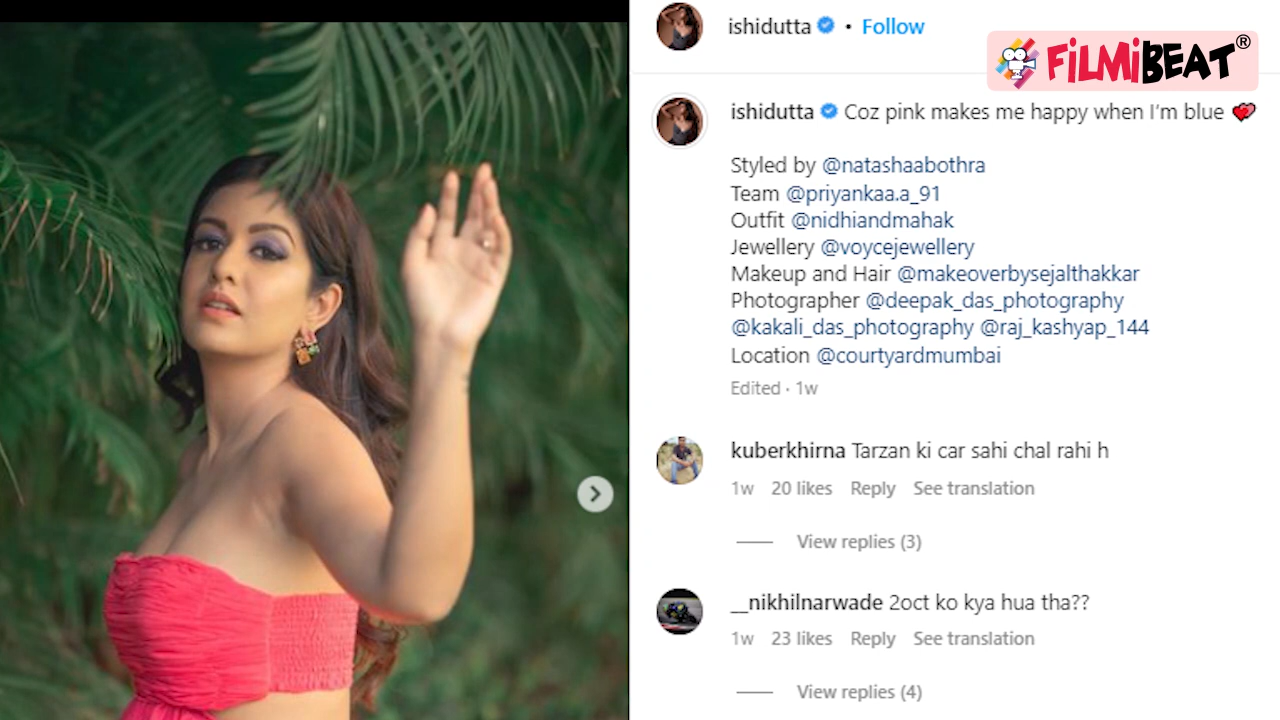 ishidutta • Follow
FiLMiBEAT®
ishidutta Coz pink makes me happy when I’m blue 💞
Styled by @natashaabothra
Team @priyankaa.a_91
Outfit @nidhiandmahak
Jewellery @voycejewellery
Makeup and Hair @makeoverbysejalthakkar
Photographer @deepak_das_photography
@kakali_das_photography @raj_kashyap_144
Location @courtyardmumbai
Edited · 1w
kuberkhirna Tarzan ki car sahi chal rahi h
1w 20 likes Reply See translation
View replies (3)
__nikhilnarwade 2oct ko kya hua tha??
1w 23 likes Reply See translation
View replies (4)